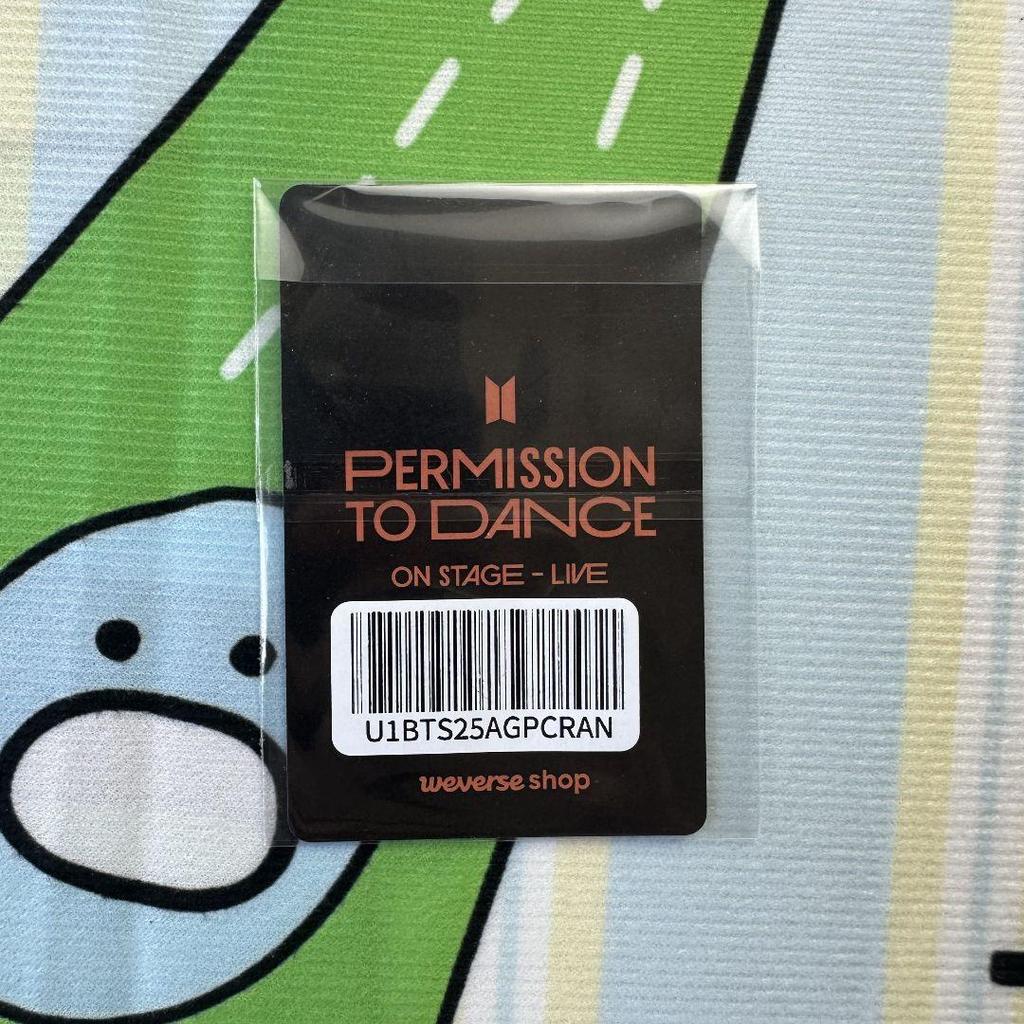 PERMISSION
TO DANCE
ON STAGE - LIVE
U1BTS25AGPCRAN
weverse shop